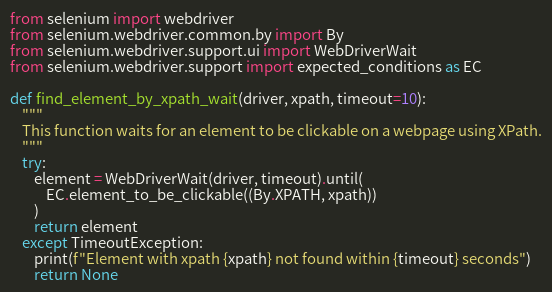 from selenium import webdriver
from selenium.webdriver.common.by import By
from selenium.webdriver.support.ui import WebDriverWait
from selenium.webdriver.support import expected_conditions as EC

def find_element_by_xpath_wait(driver, xpath, timeout=10):
    """
    This function waits for an element to be clickable on a webpage using XPath.
    """
    try:
        element = WebDriverWait(driver, timeout).until(
            EC.element_to_be_clickable((By.XPATH, xpath))
        )
        return element
    except TimeoutException:
        print(f"Element with xpath {xpath} not found within {timeout} seconds")
        return None